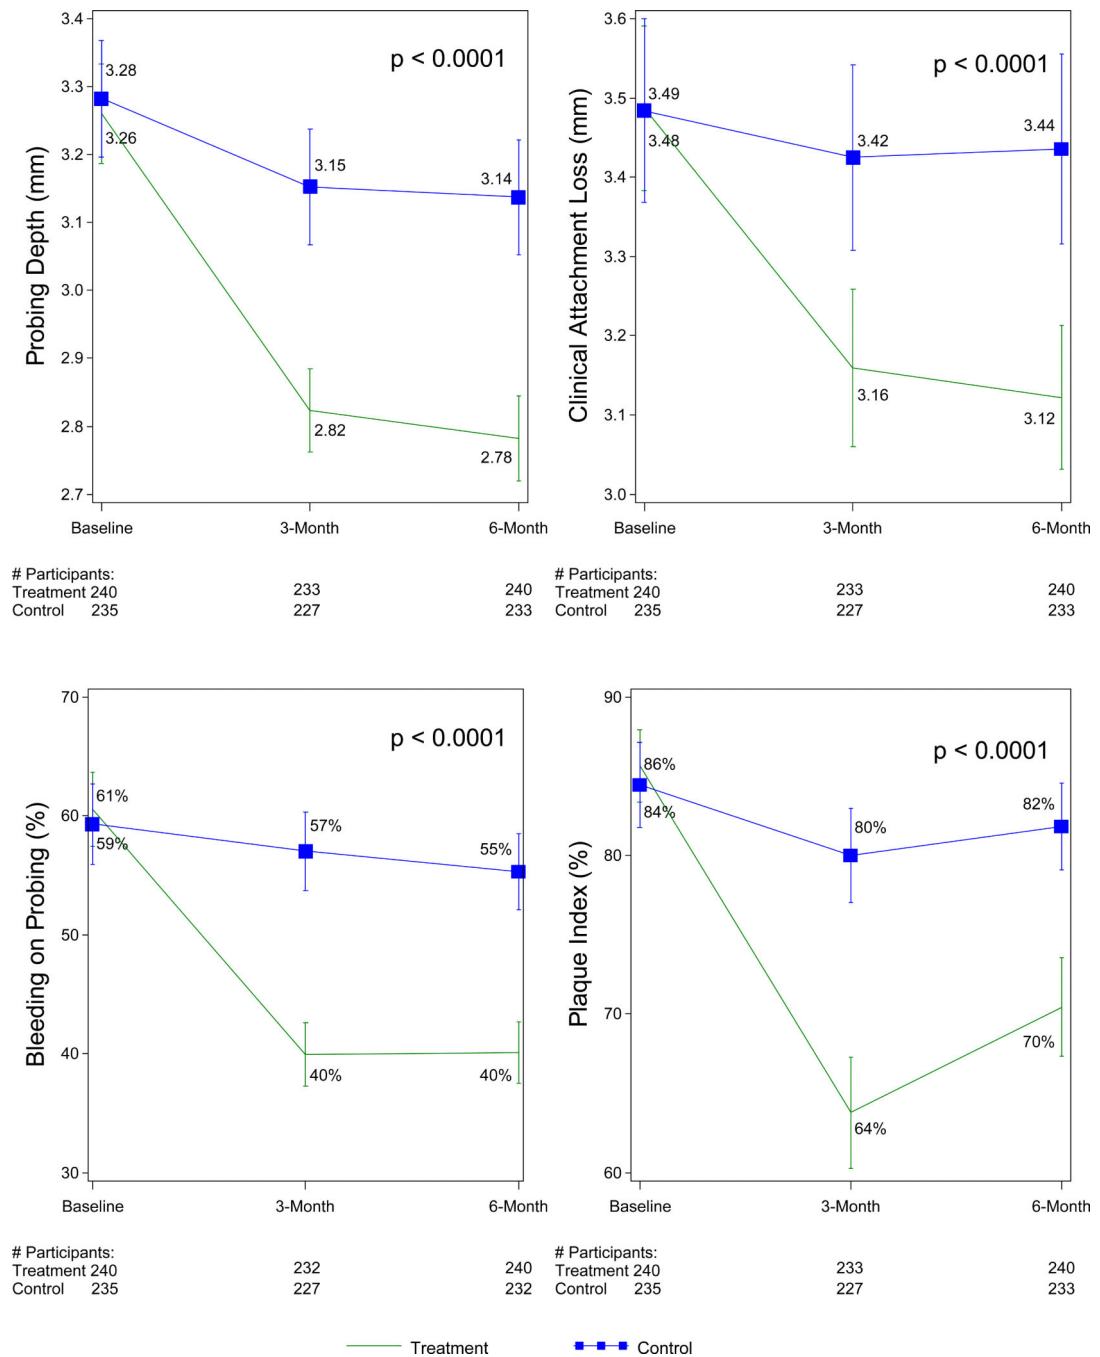 3.4
3.3
3.2
3.1
3.0
2.9
2.8
2.7
Probing Depth (mm)
p < 0.0001
3.28
3.26
3.15
3.14
2.82
2.78
Baseline 3-Month 6-Month
# Participants:
Treatment 240 233 240
Control 235 227 233
3.6
3.5
3.4
3.3
3.2
3.1
3.0
Clinical Attachment Loss (mm)
p < 0.0001
3.49
3.48
3.42
3.44
3.16
3.12
Baseline 3-Month 6-Month
# Participants:
Treatment 240 233 240
Control 235 227 233
70
60
50
40
30
Bleeding on Probing (%)
p < 0.0001
61%
59%
57%
55%
40%
40%
Baseline 3-Month 6-Month
# Participants:
Treatment 240 232 240
Control 235 227 232
90
80
70
60
Plaque Index (%)
p < 0.0001
86%
84%
80%
82%
64%
70%
Baseline 3-Month 6-Month
# Participants:
Treatment 240 233 240
Control 235 227 233
Treatment Control